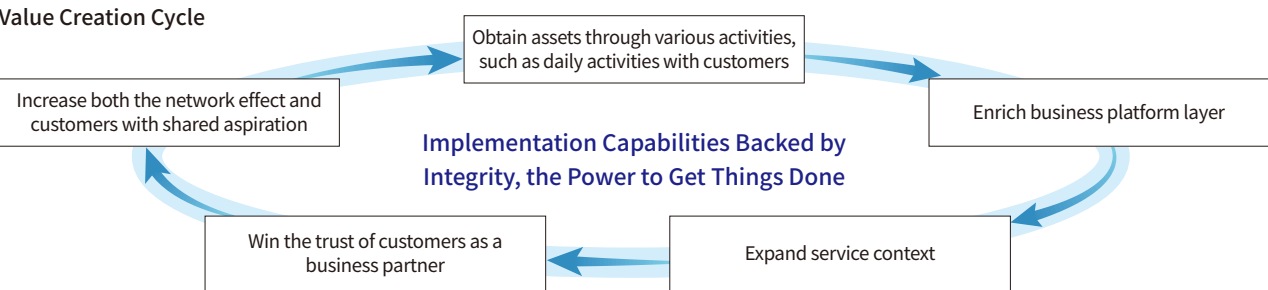 Value Creation Cycle
Obtain assets through various activities,
such as daily activities with customers
Increase both the network effect and
customers with shared aspiration
Enrich business platform layer
Implementation Capabilities Backed by
Integrity, the Power to Get Things Done
Win the trust of customers as a
business partner
Expand service context